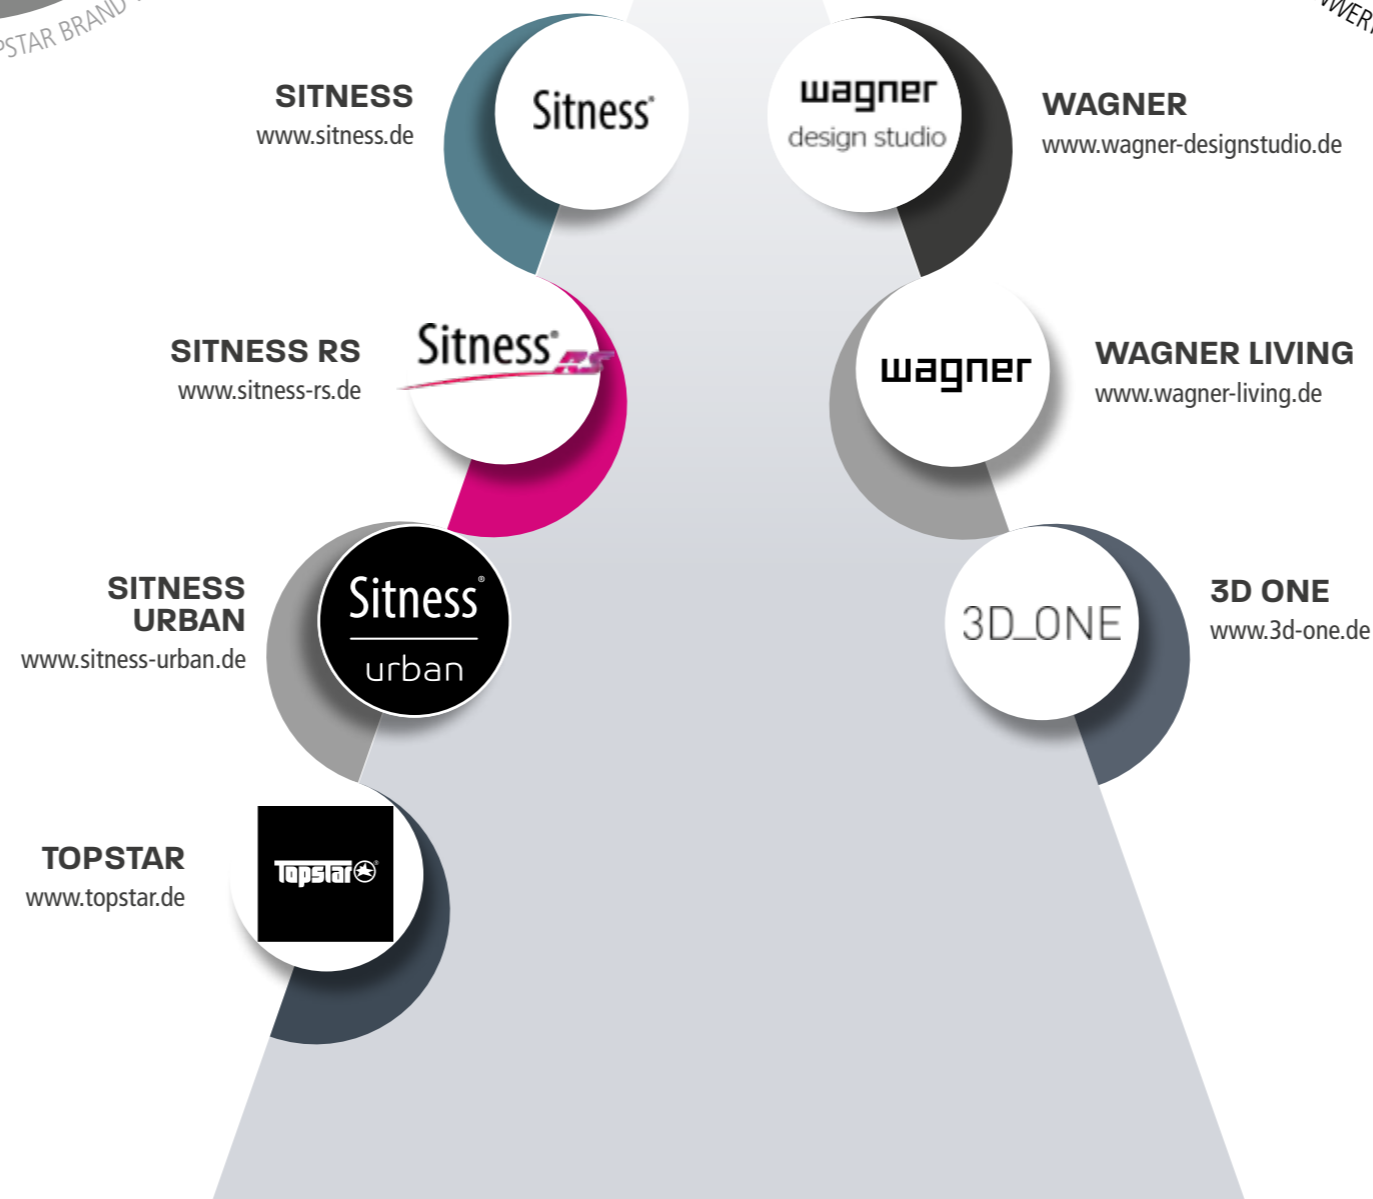 BRAND
SITNESS
www.sitness.de
Sitness®
wagner
design studio
WAGNER
www.wagner-designstudio.de
SITNESS RS
www.sitness-rs.de
Sitness® RS
wagner
WAGNER LIVING
www.wagner-living.de
SITNESS
URBAN
www.sitness-urban.de
Sitness®
urban
3D_ONE
3D ONE
www.3d-one.de
TOPSTAR
www.topstar.de
Topstar®